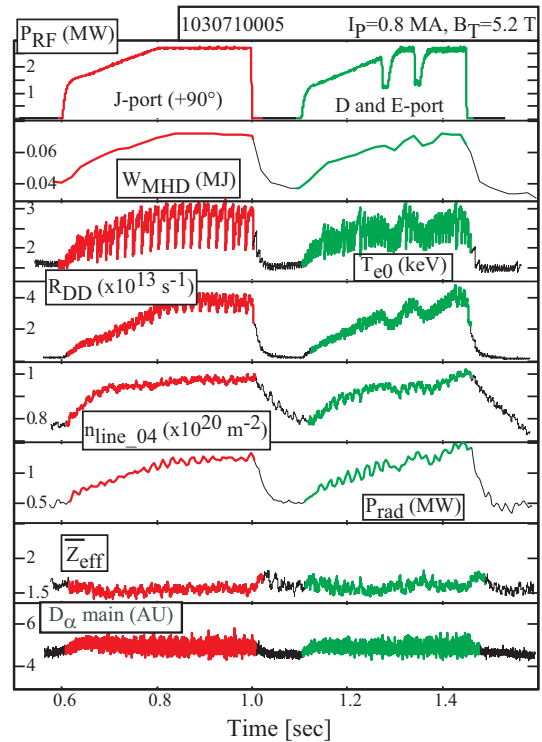 1030710005 I_P=0.8 MA, B_T=5.2 T
P_RF (MW)
2
1
J-port (+90°)
D and E-port
0.06
0.04
W_MHD (MJ)
3
2
1
T_e0 (keV)
R_DD (x10^13 s^-1)
4
2
1
0.8
n_line_04 (x10^20 m^-2)
1
0.5
P_rad (MW)
2
1.5
Z̅_eff
D_α main (AU)
6
4
0.6 0.8 1.0 1.2 1.4
Time [sec]